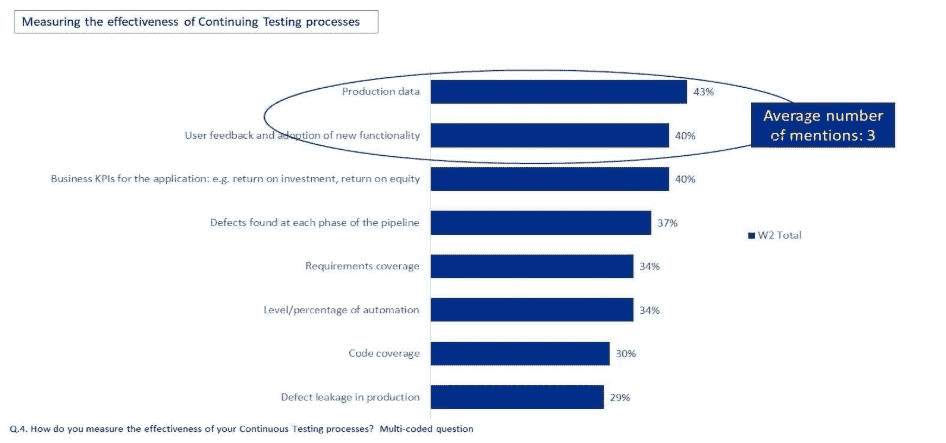 Measuring the effectiveness of Continuing Testing processes
Production data 43%
Average number
of mentions: 3
User feedback and adoption of new functionality 40%
Business KPIs for the application: e.g. return on investment, return on equity 40%
Defects found at each phase of the pipeline 37%
W2 Total
Requirements coverage 34%
Level/percentage of automation 34%
Code coverage 30%
Defect leakage in production 29%
Q.4. How do you measure the effectiveness of your Continuous Testing processes? Multi-coded question